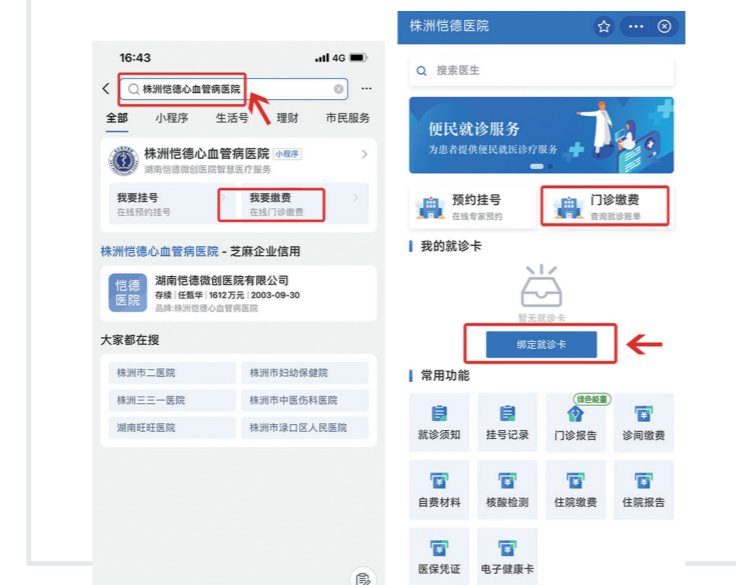 16:43
4G
株洲恺德心血管病医院
全部
小程序
生活号
理财
市民服务
株洲恺德心血管病医院 小程序
湖南恺德微创医院智慧医疗服务
我要挂号
在线预约挂号
我要缴费
在线门诊缴费
株洲恺德心血管病医院 - 芝麻企业信用
恺德
医院
湖南恺德微创医院有限公司
存续 任甄华 1612万元 2003-09-30
品牌:株洲恺德心血管病医院
大家都在搜
株洲市二医院
株洲市妇幼保健院
株洲三三一医院
株洲市中医伤科医院
湖南旺旺医院
株洲市渌口区人民医院
株洲恺德医院
搜索医生
便民就诊服务
为患者提供便民就医诊疗服务
预约挂号
在线专家预约
门诊缴费
查询就诊账单
我的就诊卡
暂无就诊卡
绑定就诊卡
常用功能
绿色能量
就诊须知
挂号记录
门诊报告
诊间缴费
自费材料
核酸检测
住院缴费
住院报告
医保凭证
电子健康卡